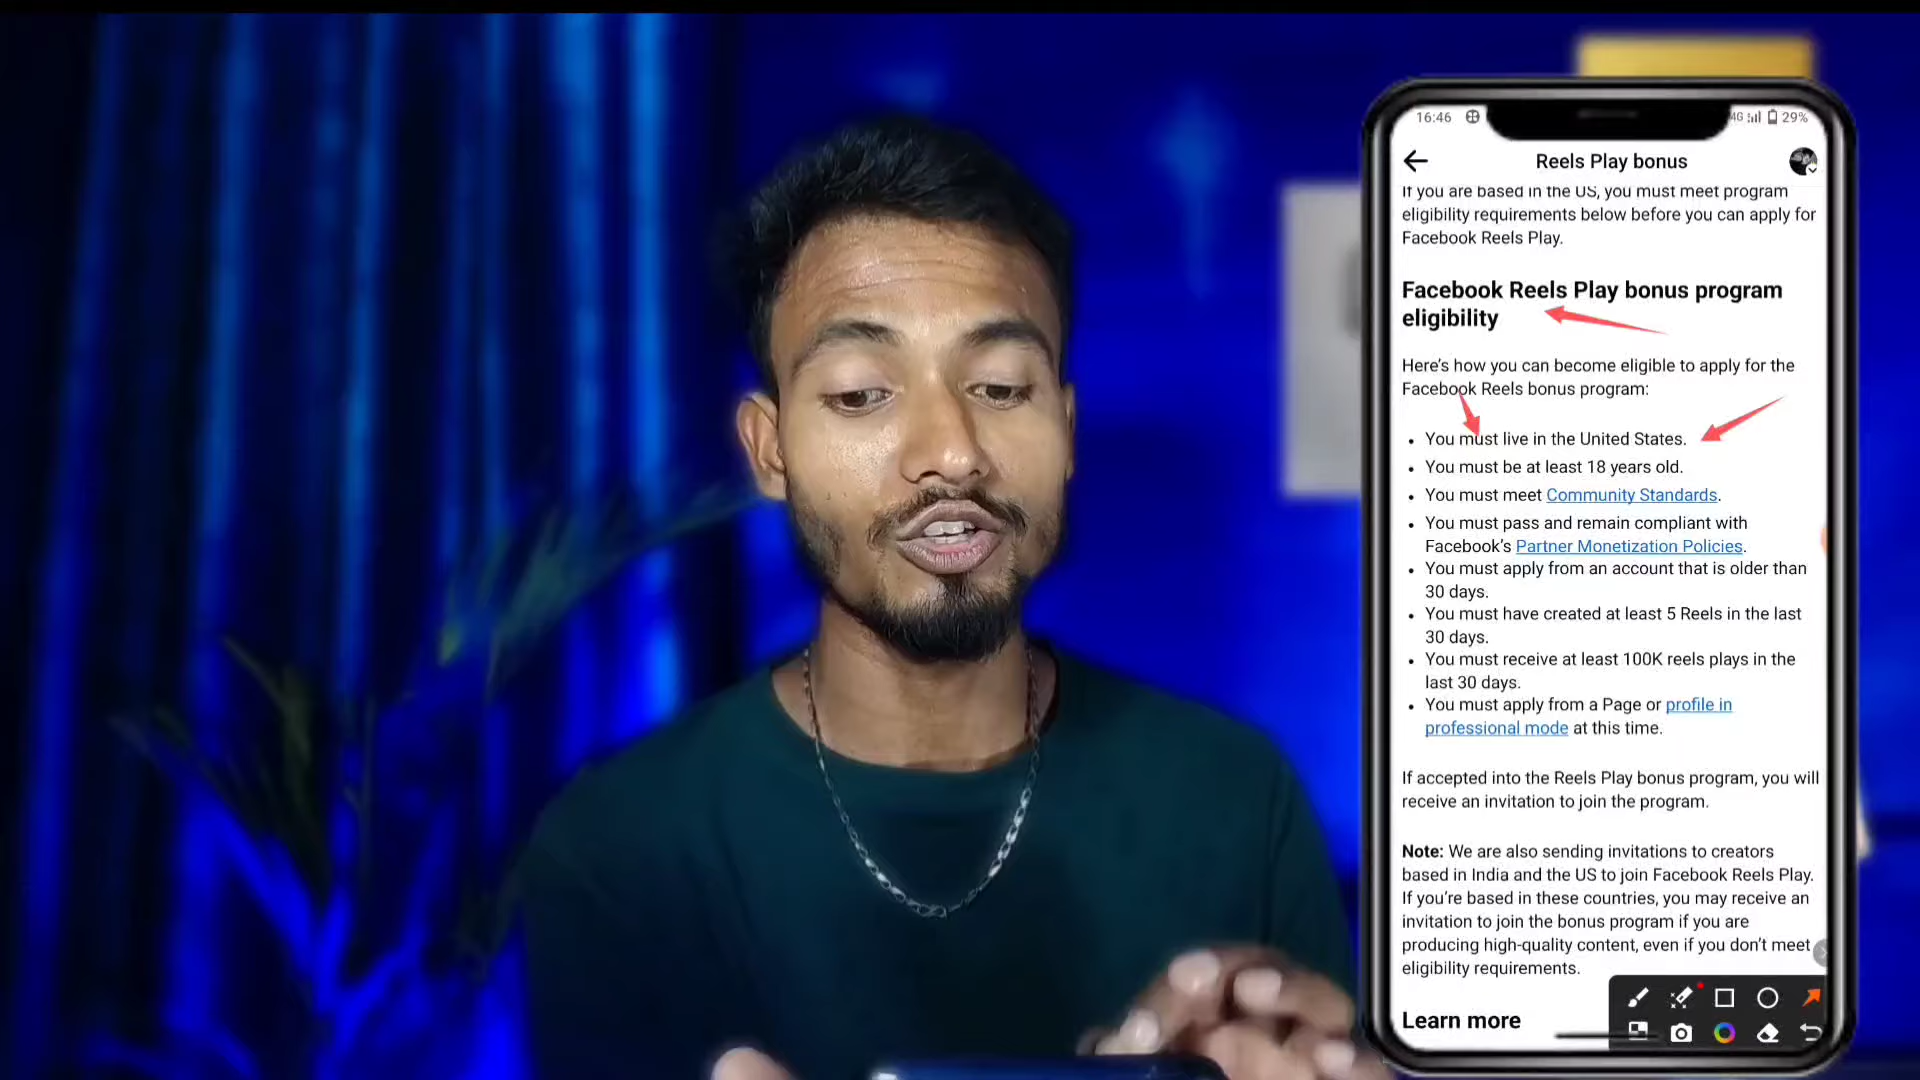 16:46
4G
29%
Reels Play bonus
If you are based in the US, you must meet program
eligibility requirements below before you can apply for
Facebook Reels Play.
Facebook Reels Play bonus program
eligibility
Here's how you can become eligible to apply for the
Facebook Reels bonus program:
• You must live in the United States.
• You must be at least 18 years old.
• You must meet Community Standards.
• You must pass and remain compliant with
Facebook's Partner Monetization Policies.
• You must apply from an account that is older than
30 days.
• You must have created at least 5 Reels in the last
30 days.
• You must receive at least 100K reels plays in the
last 30 days.
• You must apply from a Page or profile in
professional mode at this time.
If accepted into the Reels Play bonus program, you will
receive an invitation to join the program.
Note: We are also sending invitations to creators
based in India and the US to join Facebook Reels Play.
If you're based in these countries, you may receive an
invitation to join the bonus program if you are
producing high-quality content, even if you don't meet
eligibility requirements.
Learn more